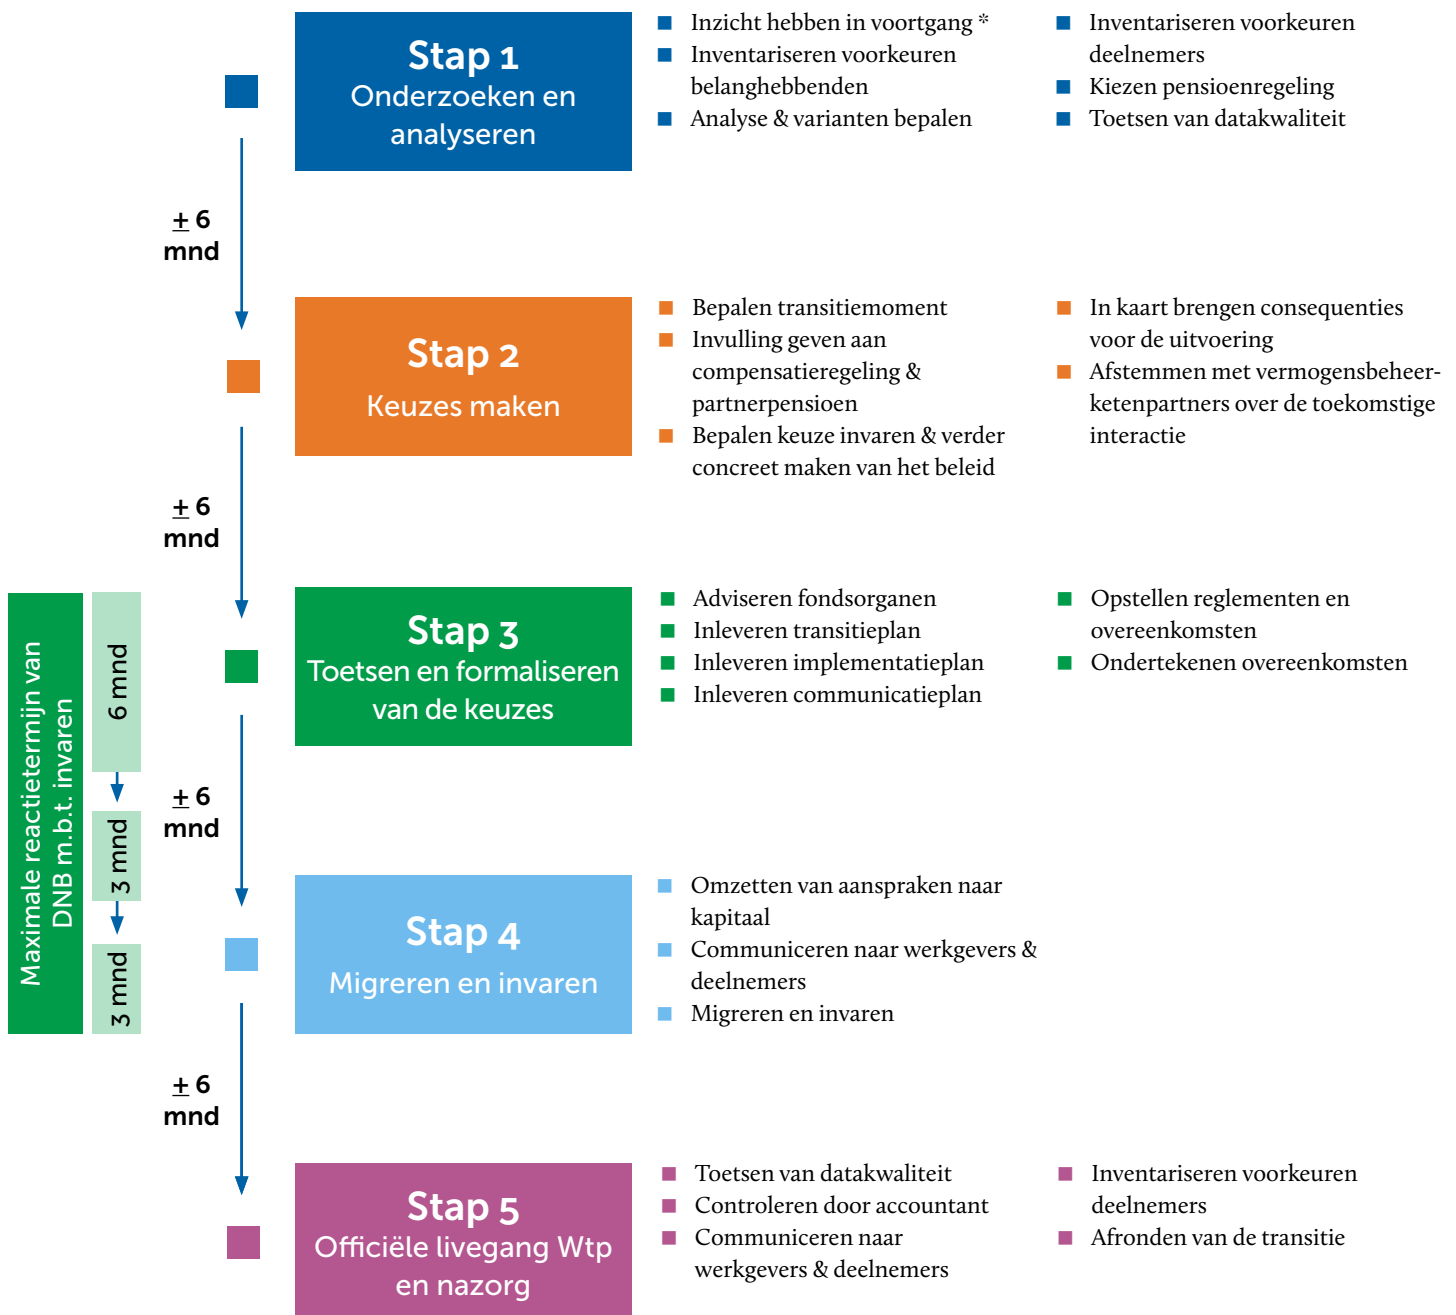 Stap 1
Onderzoeken en
analyseren
Inzicht hebben in voortgang *
Inventariseren voorkeuren
belanghebbenden
Analyse & varianten bepalen
Inventariseren voorkeuren
deelnemers
Kiezen pensioenregeling
Toetsen van datakwaliteit
± 6
mnd
Stap 2
Keuzes maken
Bepalen transitiemoment
Invulling geven aan
compensatieregeling &
partnerpensioen
Bepalen keuze invaren & verder
concreet maken van het beleid
In kaart brengen consequenties
voor de uitvoering
Afstemmen met vermogensbeheer-
ketenpartners over de toekomstige
interactie
± 6
mnd
Maximale reactietermijn van
DNB m.b.t. invaren
6 mnd
3 mnd
3 mnd
Stap 3
Toetsen en formaliseren
van de keuzes
Adviseren fondsorganen
Inleveren transitieplan
Inleveren implementatieplan
Inleveren communicatieplan
Opstellen reglementen en
overeenkomsten
Ondertekenen overeenkomsten
± 6
mnd
Stap 4
Migreren en invaren
Omzetten van aanspraken naar
kapitaal
Communiceren naar werkgevers &
deelnemers
Migreren en invaren
± 6
mnd
Stap 5
Officiële livegang Wtp
en nazorg
Toetsen van datakwaliteit
Controleren door accountant
Communiceren naar
werkgevers & deelnemers
Inventariseren voorkeuren
deelnemers
Afronden van de transitie